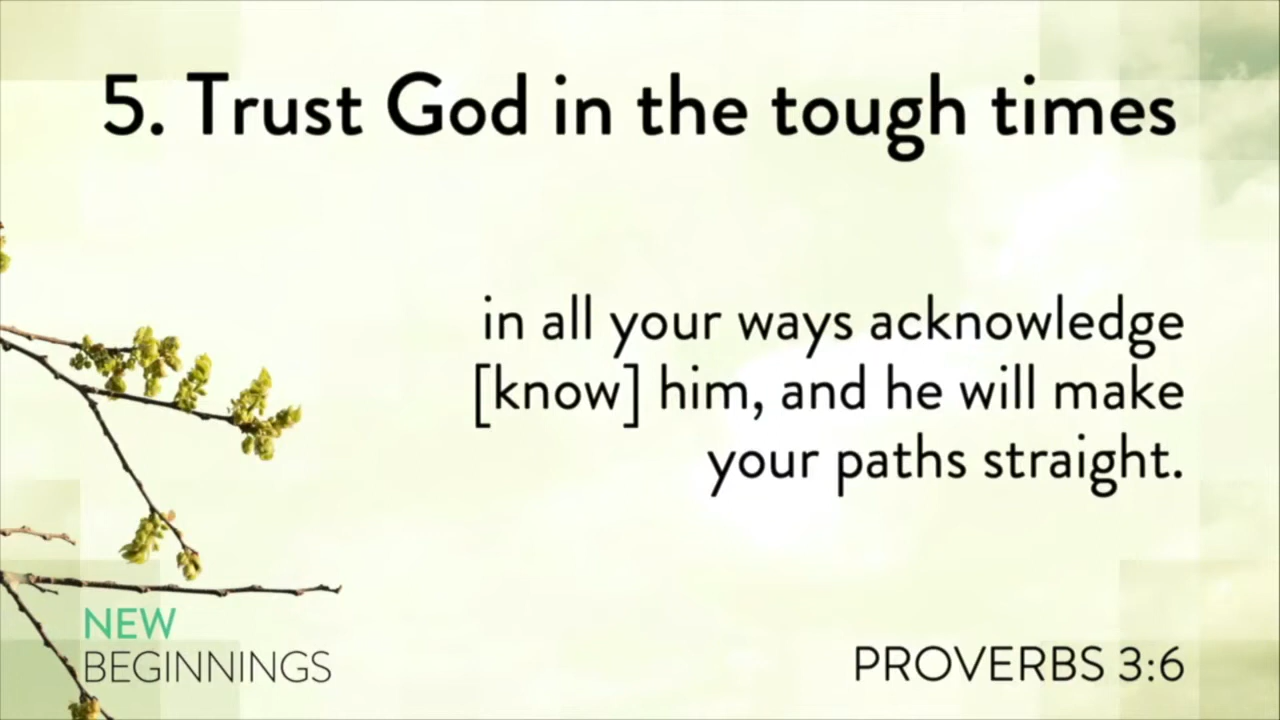 5. Trust God in the tough times
in all your ways acknowledge
[know] him, and he will make
your paths straight.
NEW
BEGINNINGS
PROVERBS 3:6